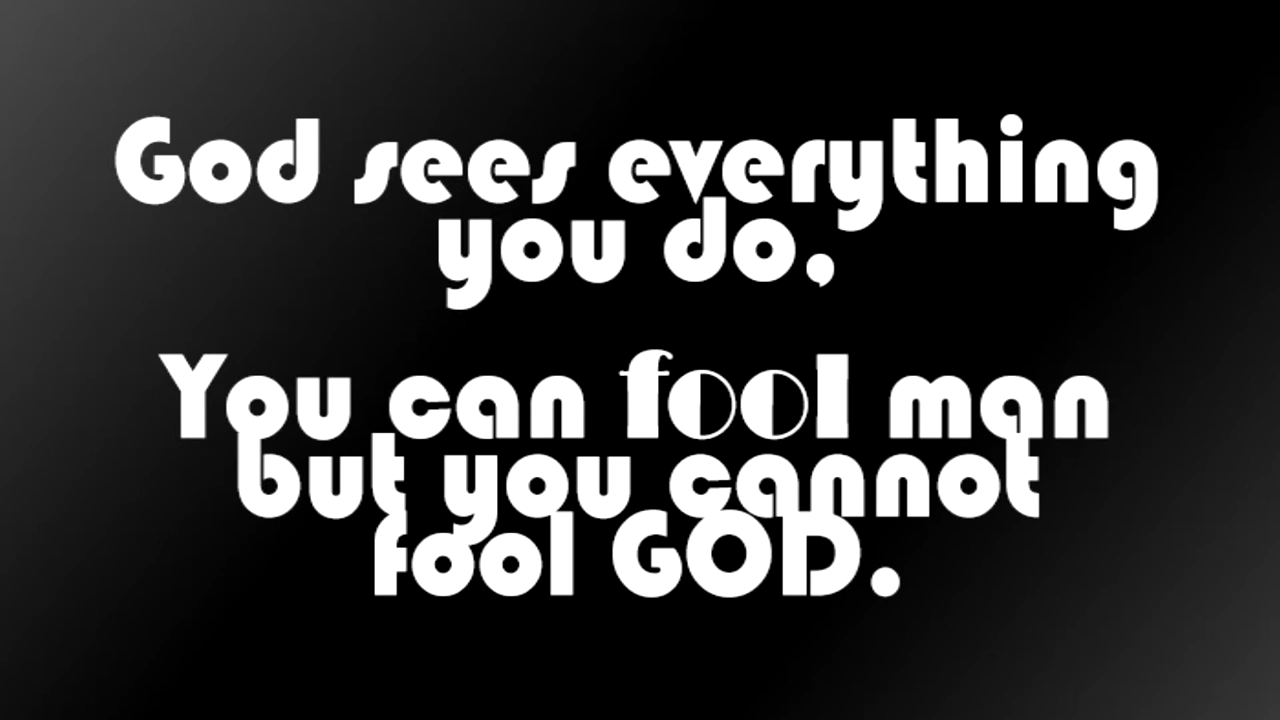 God sees everything
you do,
You can fool man
but you cannot
fool GOD.